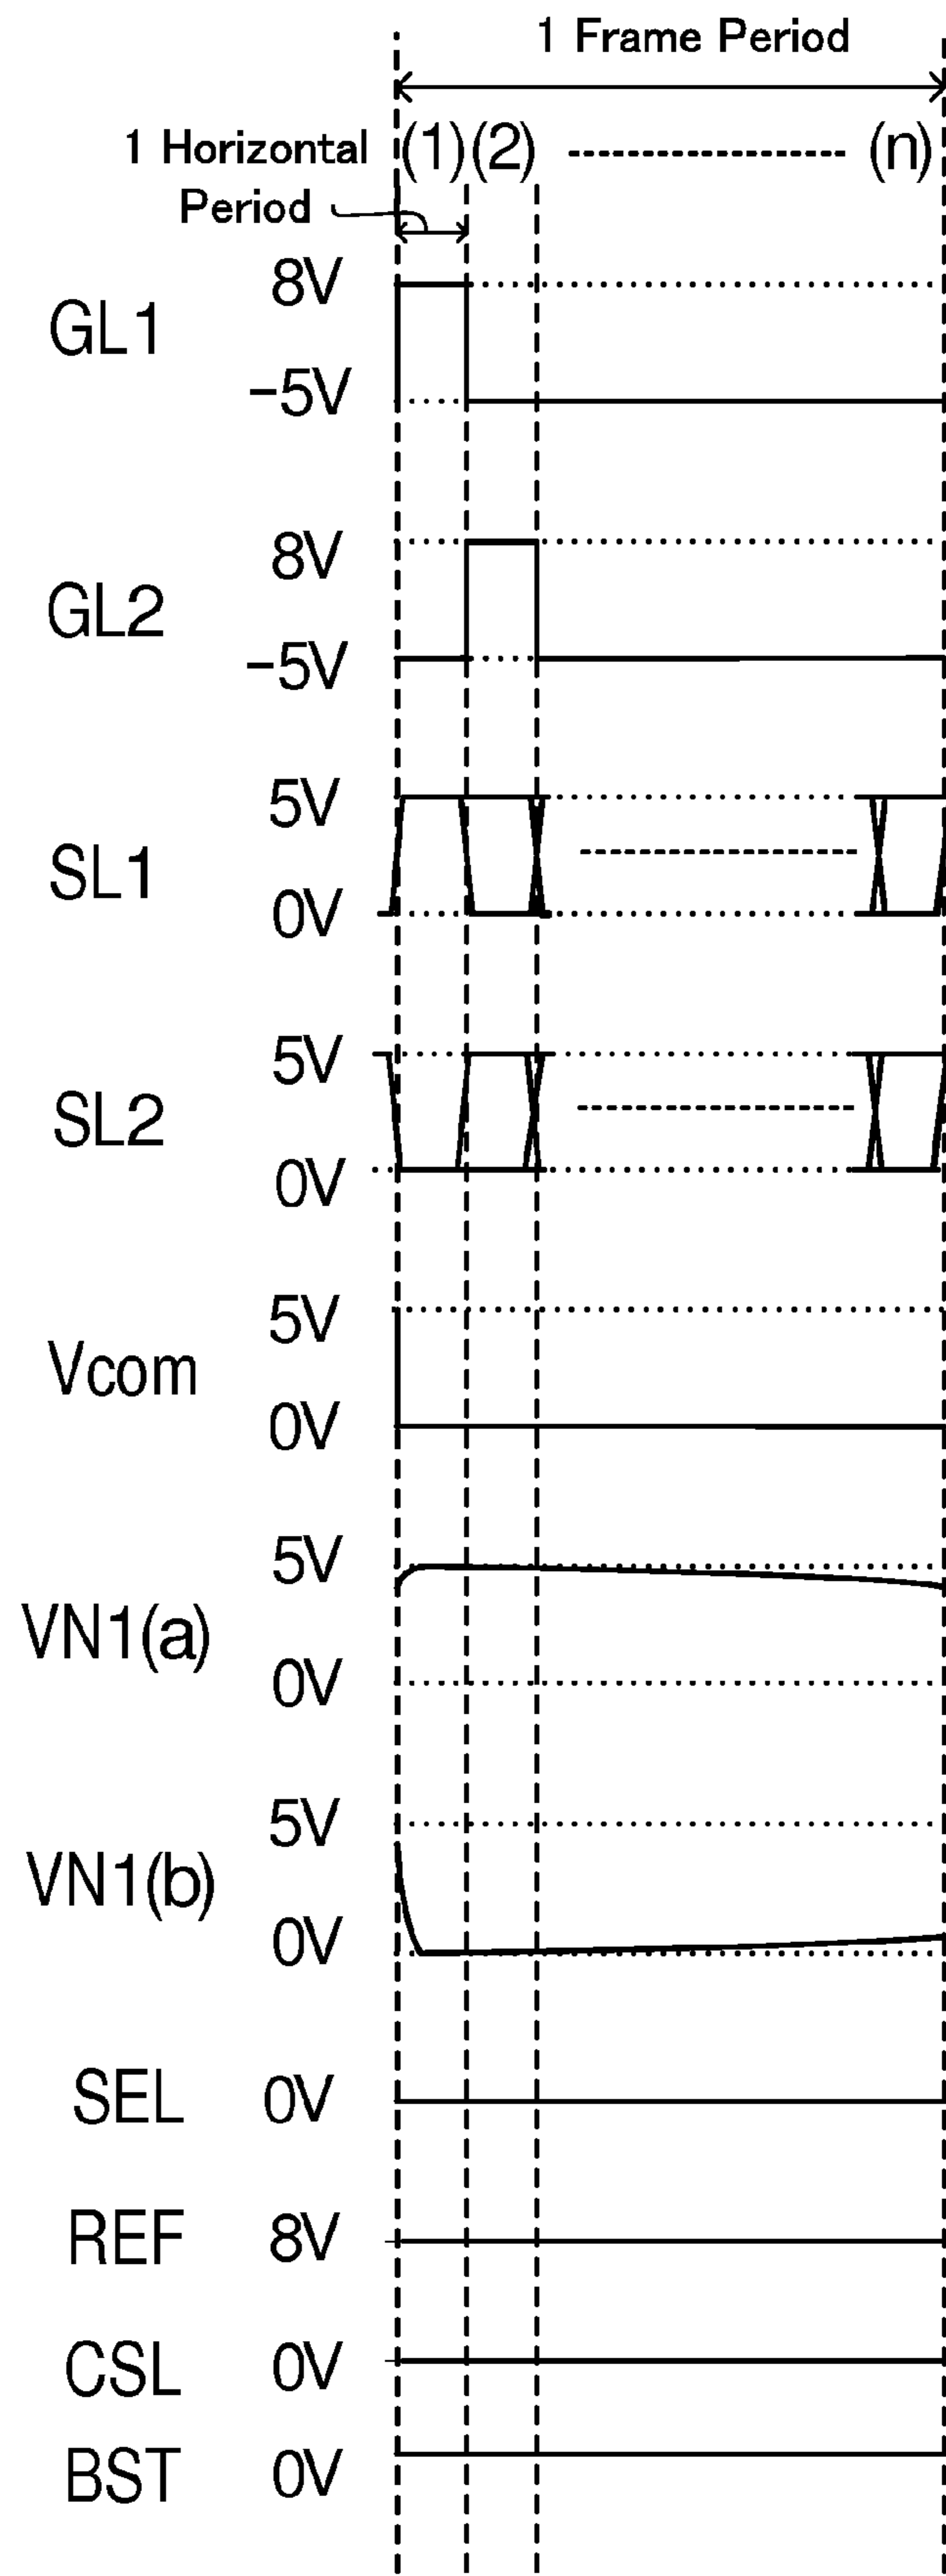 1 Frame Period
1 Horizontal (1) (2) (n)
Period
8V
GL1
-5V
8V
GL2
-5V
5V
SL1
0V
5V
SL2
0V
5V
Vcom
0V
5V
VN1(a)
0V
5V
VN1(b)
0V
SEL 0V
REF 8V
CSL 0V
BST 0V